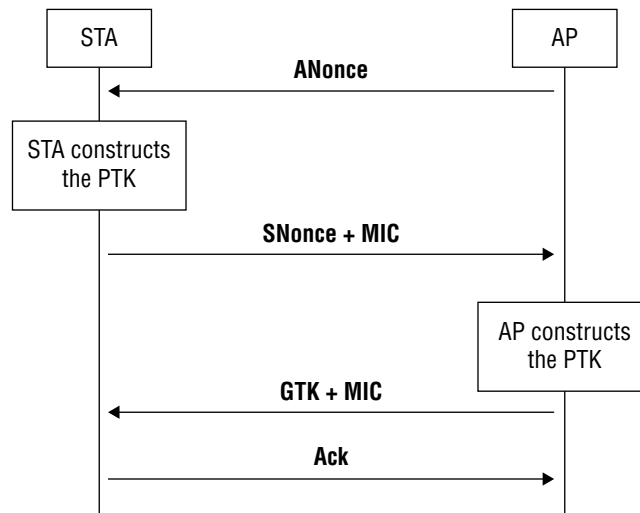 STA
AP
ANonce
STA constructs
the PTK
SNonce + MIC
AP constructs
the PTK
GTK + MIC
Ack